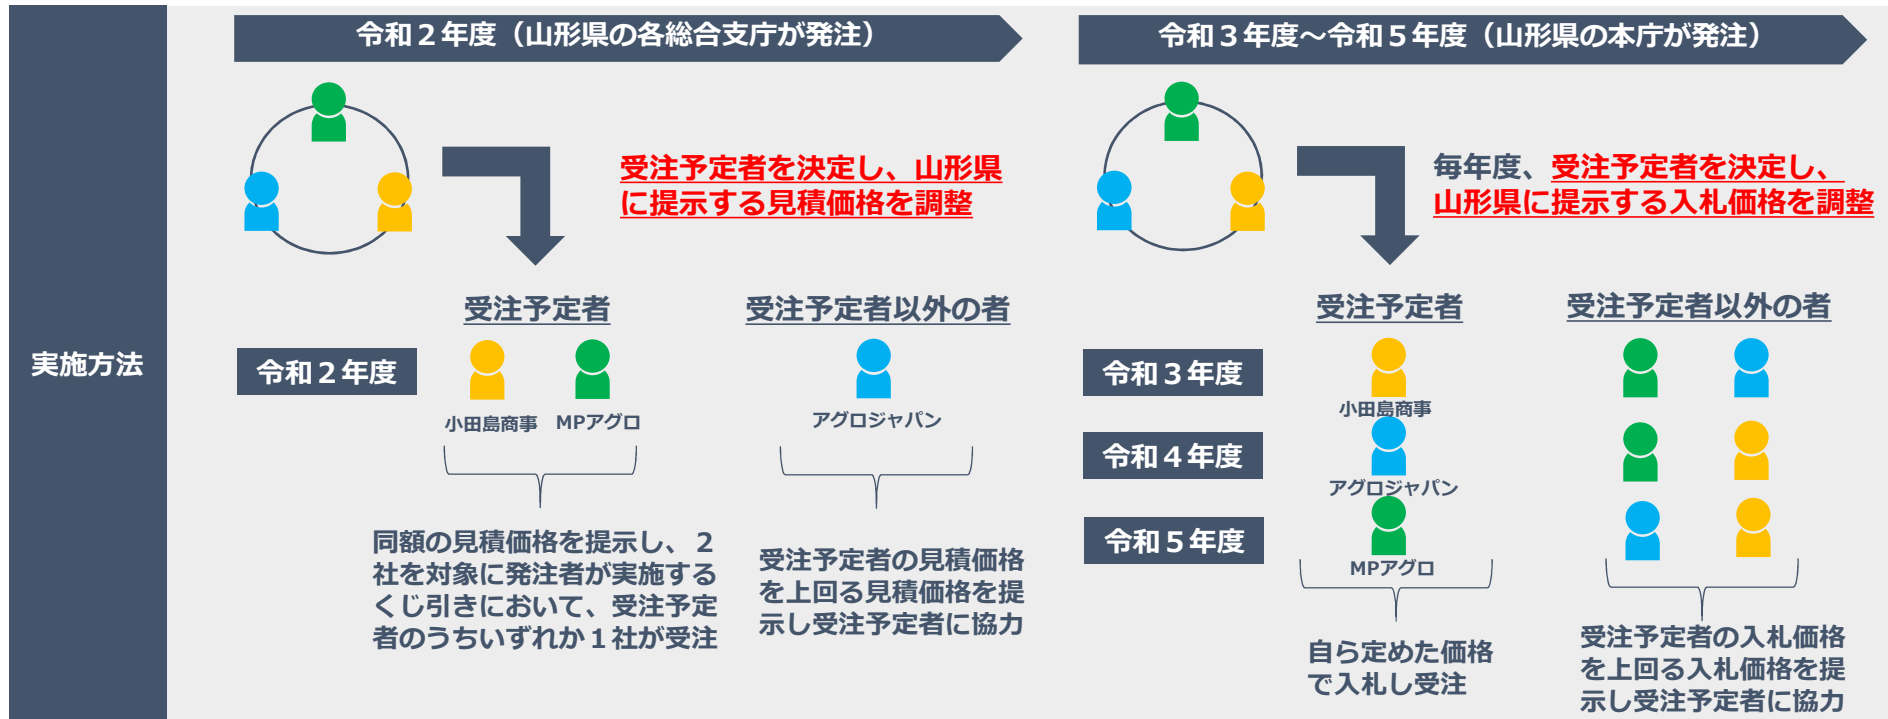 実施方法
令和２年度（山形県の各総合支庁が発注）
受注予定者を決定し、山形県
に提示する見積価格を調整
受注予定者
受注予定者以外の者
令和２年度
小田島商事
MPアグロ
アグロジャパン
同額の見積価格を提示し、２
社を対象に発注者が実施する
くじ引きにおいて、受注予定
者のうちいずれか１社が受注
受注予定者の見積価格
を上回る見積価格を提
示し受注予定者に協力
令和３年度～令和５年度（山形県の本庁が発注）
毎年度、受注予定者を決定し、
山形県に提示する入札価格を調整
受注予定者
受注予定者以外の者
令和３年度
小田島商事
令和４年度
アグロジャパン
令和５年度
MPアグロ
自ら定めた価格
で入札し受注
受注予定者の入札価格
を上回る入札価格を提
示し受注予定者に協力